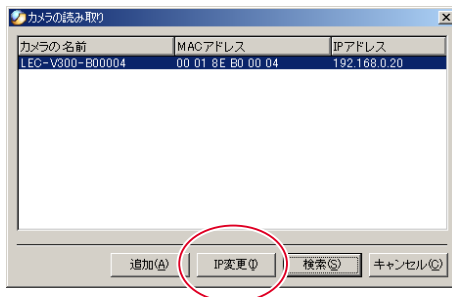 カメラの読み取り
カメラの名前 MACアドレス IPアドレス
LEC-V300-B00004 00 01 8E B0 00 04 192.168.0.20
追加(A) IP変更(I) 検索(S) キャンセル(C)